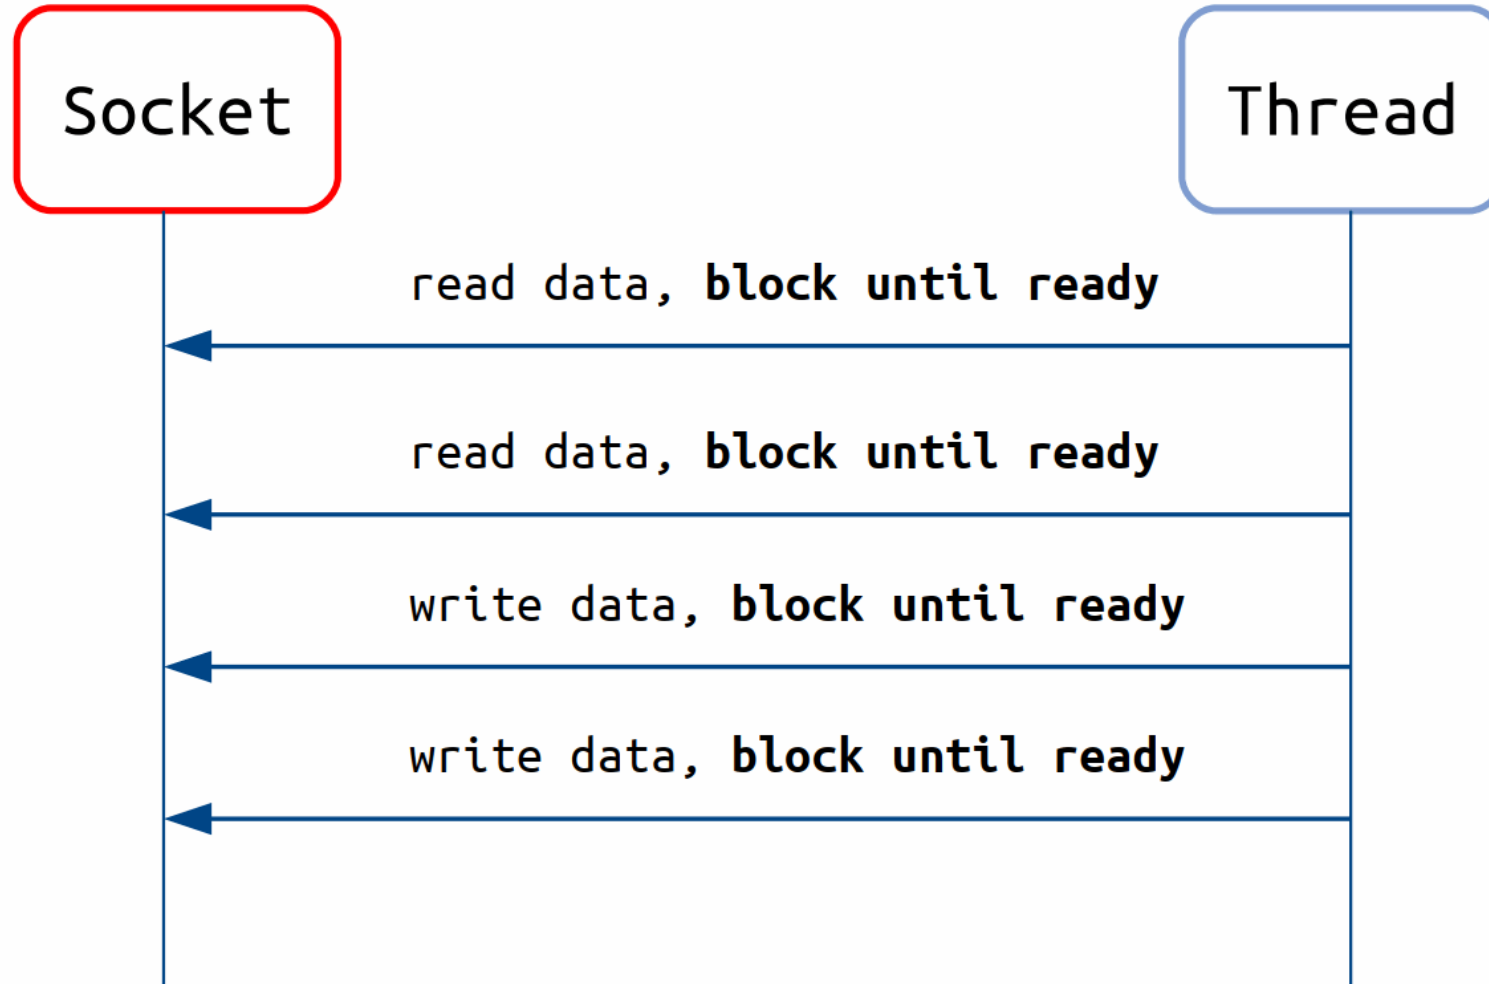 Socket
Thread
read data, block until ready
read data, block until ready
write data, block until ready
write data, block until ready